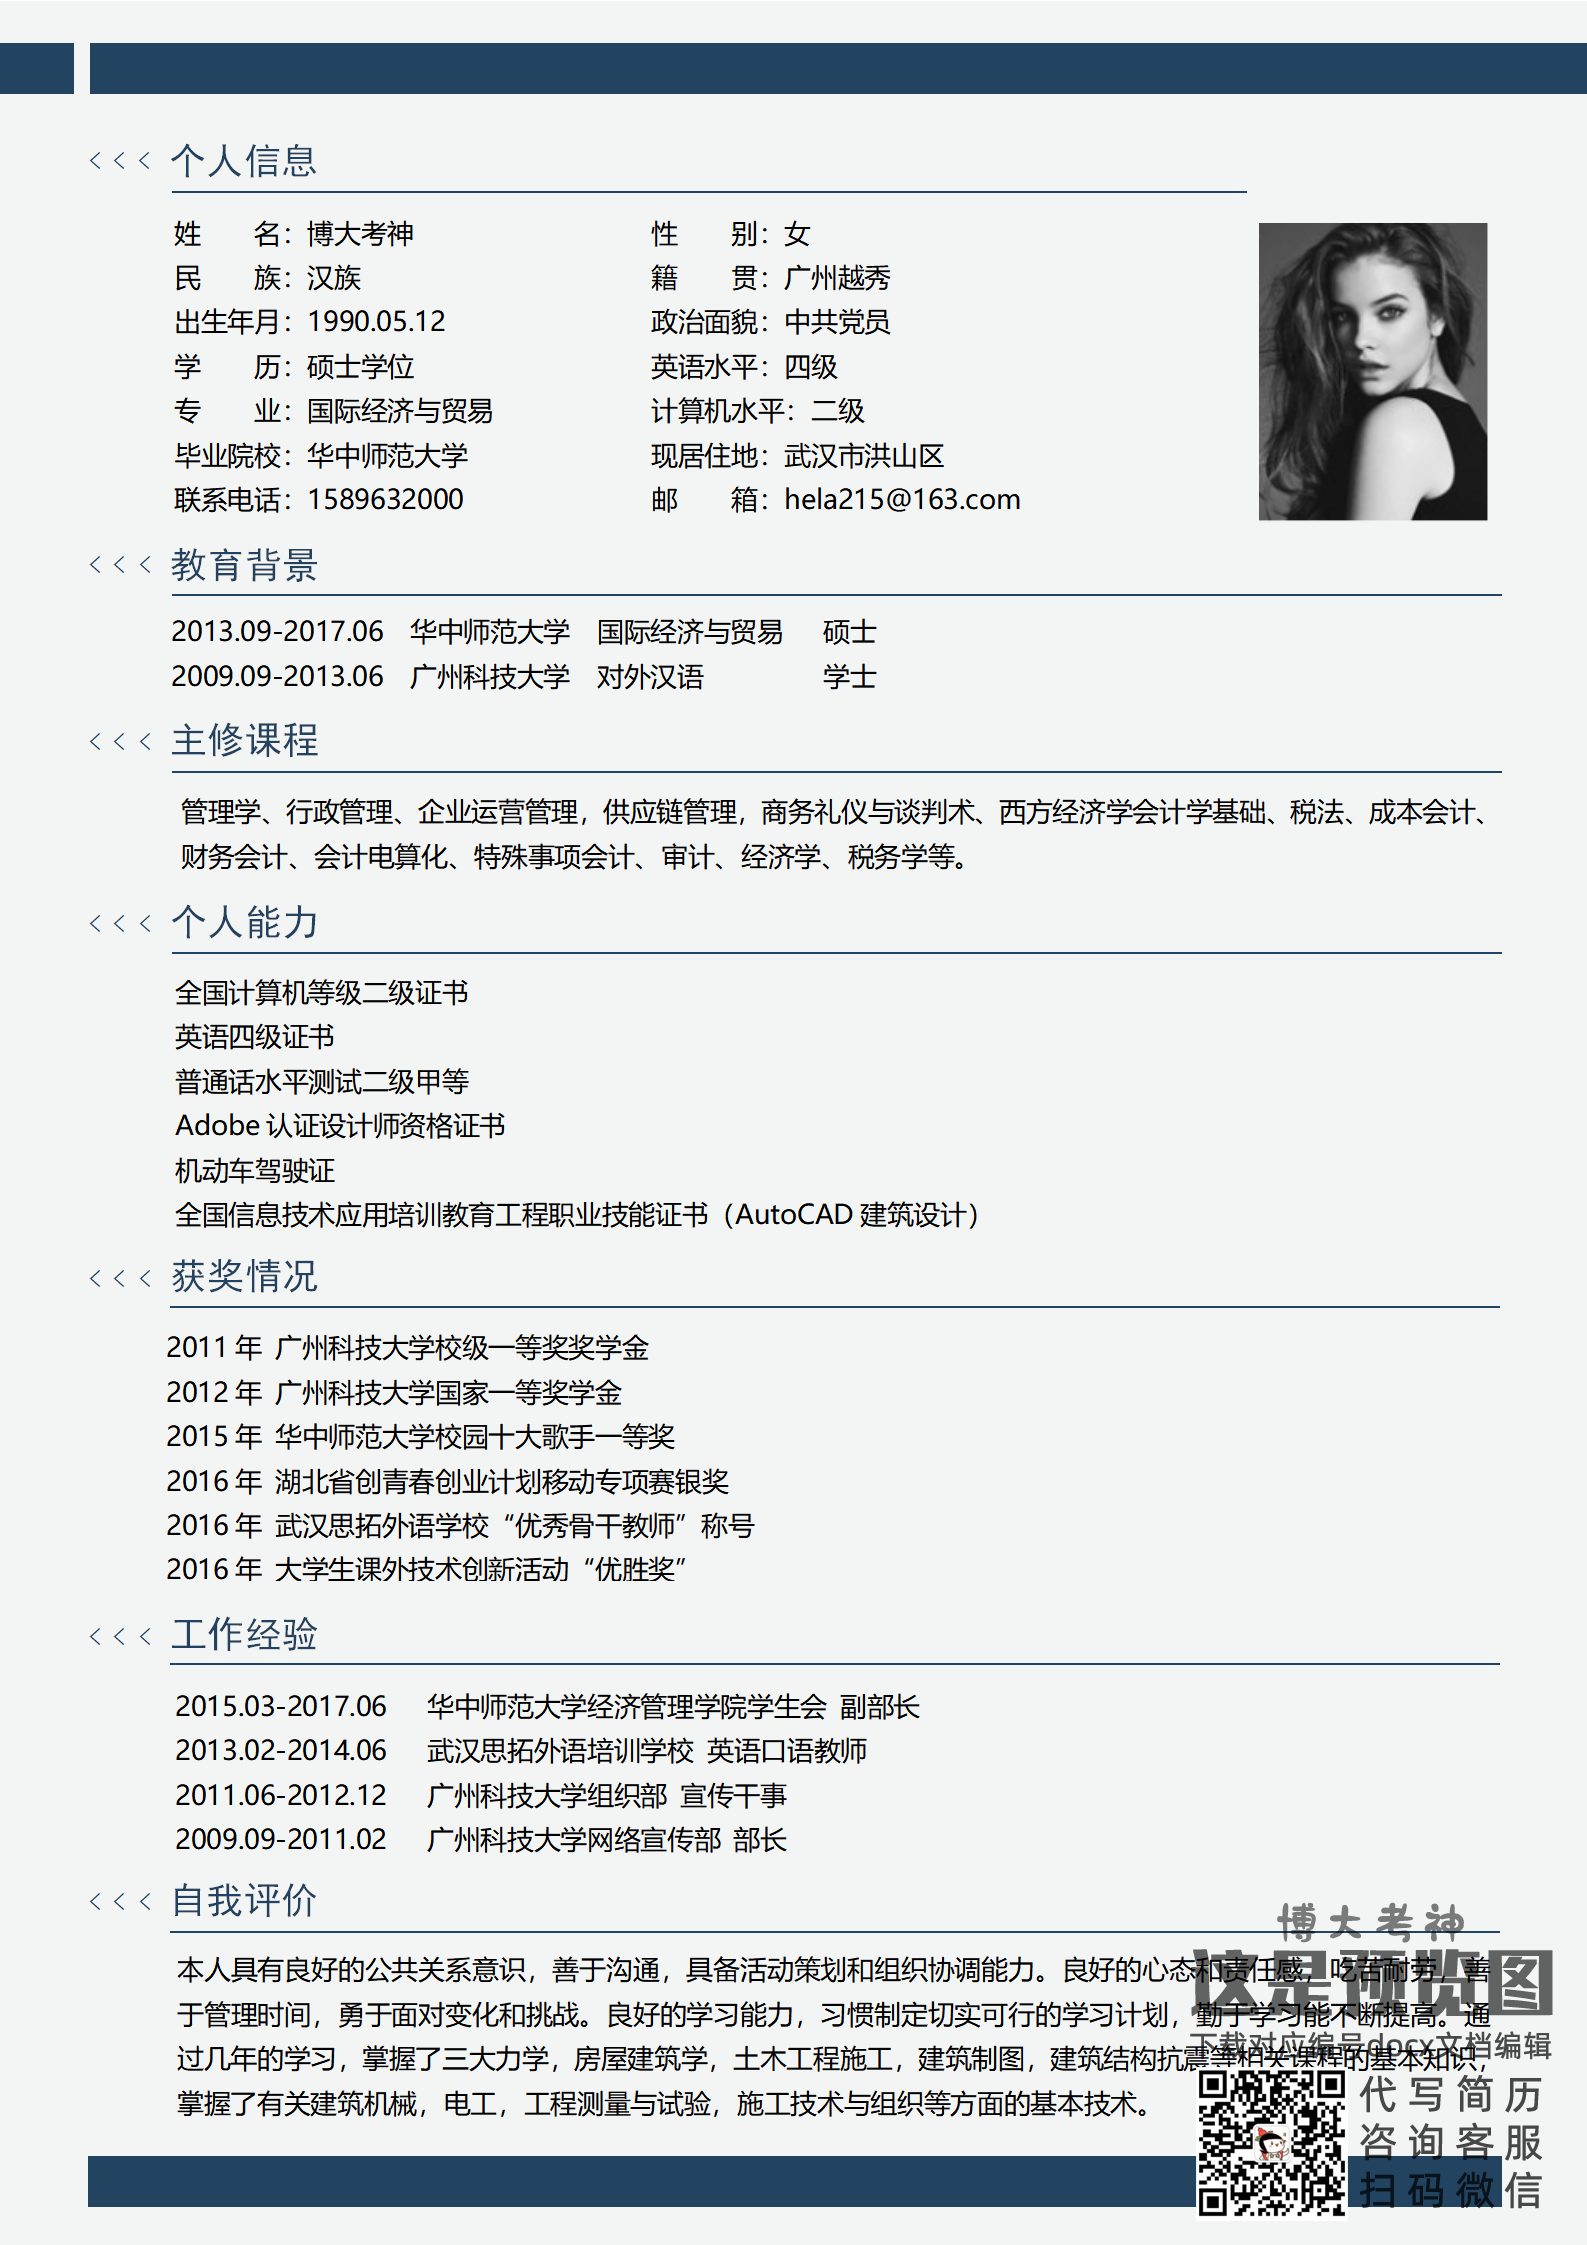 <<< 个人信息
姓 名：博大考神 性 别：女
民 族：汉族 籍 贯：广州越秀
出生年月：1990.05.12 政治面貌：中共党员
学 历：硕士学位 英语水平：四级
专 业：国际经济与贸易 计算机水平：二级
毕业院校：华中师范大学 现居住地：武汉市洪山区
联系电话：1589632000 邮 箱：hela215@163.com
<<< 教育背景
2013.09-2017.06 华中师范大学 国际经济与贸易 硕士
2009.09-2013.06 广州科技大学 对外汉语 学士
<<< 主修课程
管理学、行政管理、企业运营管理，供应链管理，商务礼仪与谈判术、西方经济学会计学基础、税法、成本会计、
财务会计、会计电算化、特殊事项会计、审计、经济学、税务学等。
<<< 个人能力
全国计算机等级二级证书
英语四级证书
普通话水平测试二级甲等
Adobe 认证设计师资格证书
机动车驾驶证
全国信息技术应用培训教育工程职业技能证书（AutoCAD 建筑设计）
<<< 获奖情况
2011 年 广州科技大学校级一等奖奖学金
2012 年 广州科技大学国家一等奖学金
2015 年 华中师范大学校园十大歌手一等奖
2016 年 湖北省创青春创业计划移动专项赛银奖
2016 年 武汉思拓外语学校“优秀骨干教师”称号
2016 年 大学生课外技术创新活动“优胜奖”
<<< 工作经验
2015.03-2017.06 华中师范大学经济管理学院学生会 副部长
2013.02-2014.06 武汉思拓外语培训学校 英语口语教师
2011.06-2012.12 广州科技大学组织部 宣传干事
2009.09-2011.02 广州科技大学网络宣传部 部长
<<< 自我评价
本人具有良好的公共关系意识，善于沟通，具备活动策划和组织协调能力。良好的心态和责任感，吃苦耐劳，善
于管理时间，勇于面对变化和挑战。良好的学习能力，习惯制定切实可行的学习计划，勤于学习能不断提高。通
过几年的学习，掌握了三大力学，房屋建筑学，土木工程施工，建筑制图，建筑结构抗震等相关课程的基本知识，
掌握了有关建筑机械，电工，工程测量与试验，施工技术与组织等方面的基本技术。
博大考神
这是预览图
下载对应编号docx文档编辑
代写简历
咨询客服
扫码微信